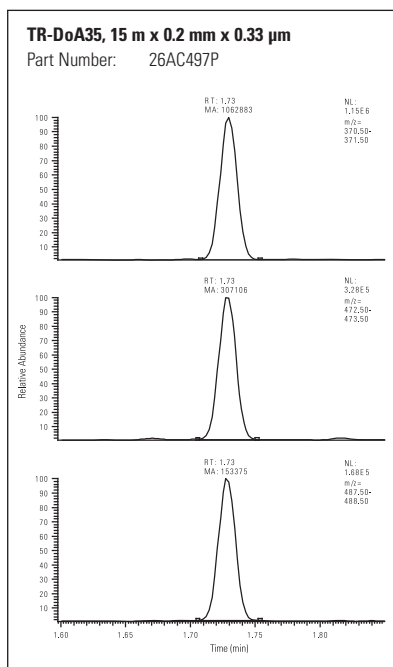 TR-DoA35, 15 m x 0.2 mm x 0.33 µm
Part Number: 26AC497P
RT: 1.73
MA: 1062883
NL:
1.15E6
m/z=
370.50-
371.50
100
90
80
70
60
50
40
30
20
10
RT: 1.73
MA: 307106
NL:
3.28E5
m/z=
472.50-
473.50
100
90
80
70
60
50
40
30
20
10
Relative Abundance
RT: 1.73
MA: 153375
NL:
1.68E5
m/z=
487.50-
488.50
100
90
80
70
60
50
40
30
20
10
1.60 1.65 1.70 1.75 1.80
Time (min)